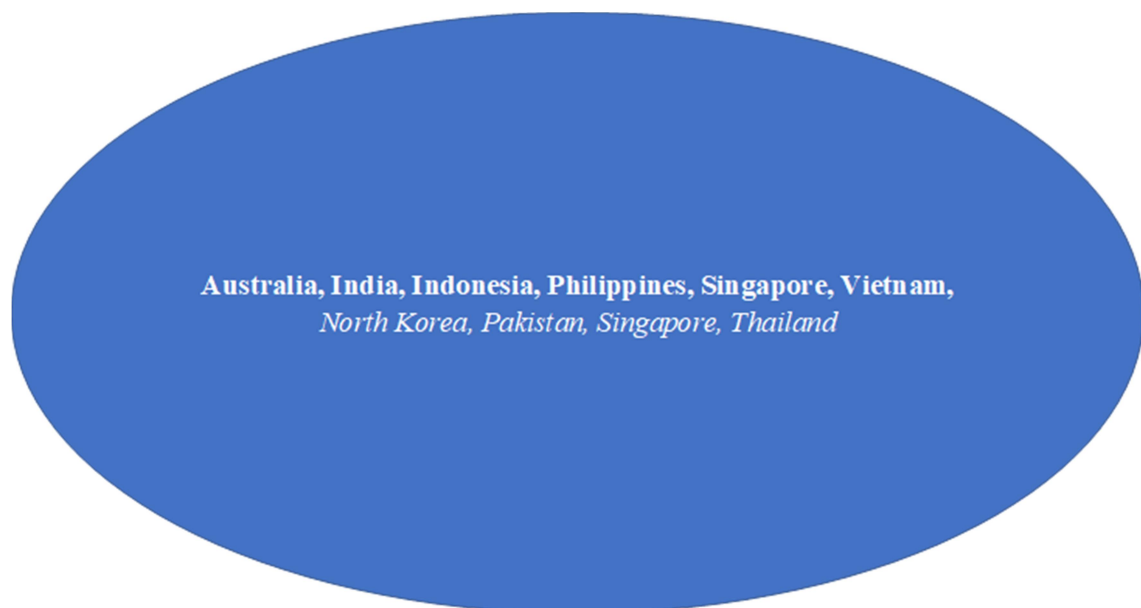 Australia, India, Indonesia, Philippines, Singapore, Vietnam,
North Korea, Pakistan, Singapore, Thailand